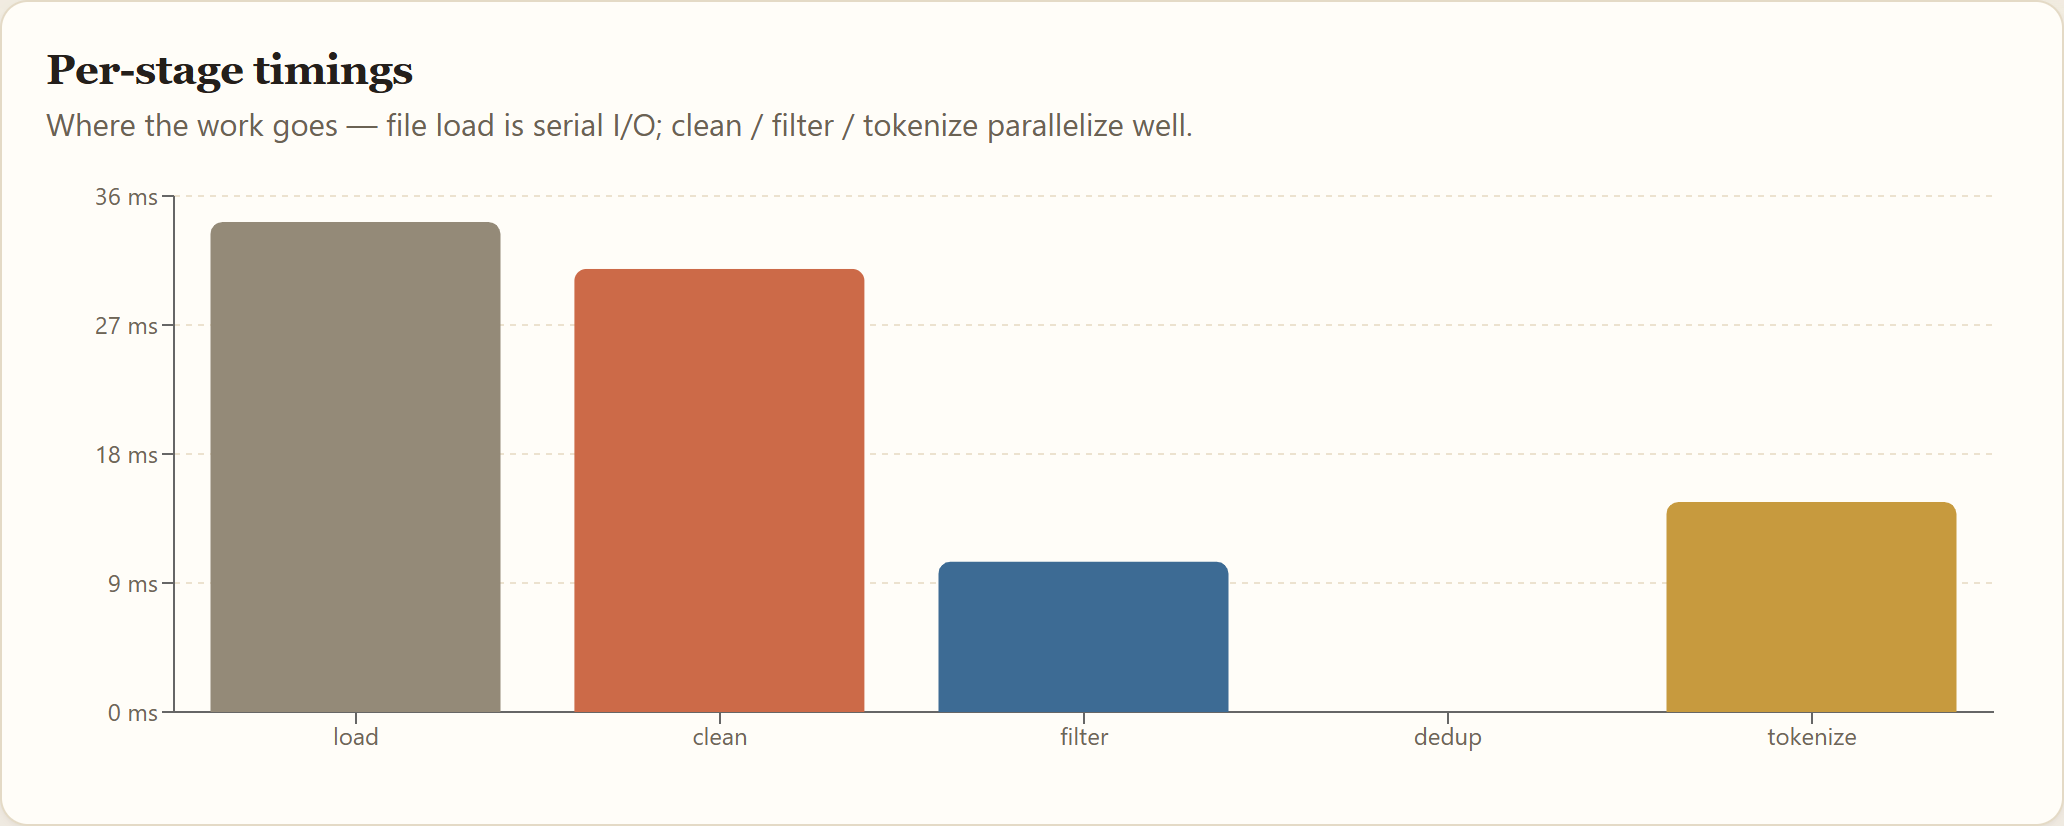 Per-stage timings
Where the work goes — file load is serial I/O; clean / filter / tokenize parallelize well.
36 ms
27 ms
18 ms
9 ms
0 ms
load
clean
filter
dedup
tokenize